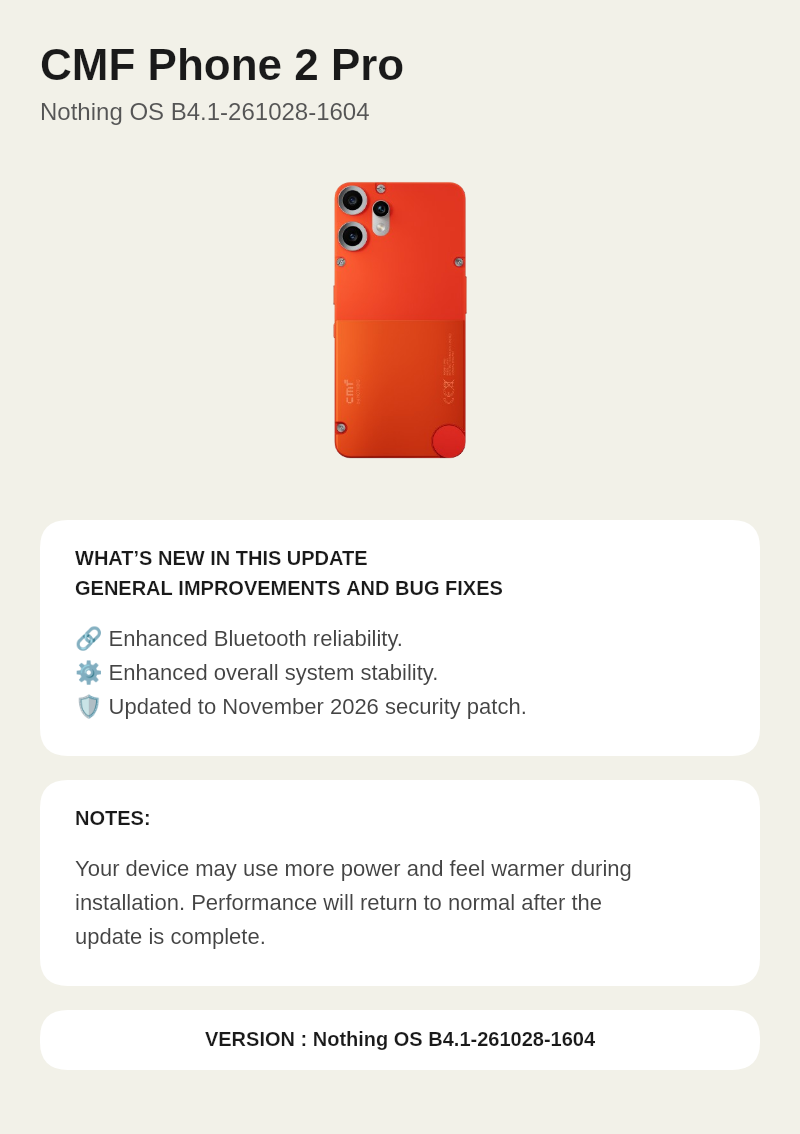 CMF Phone 2 Pro
Nothing OS B4.1-261028-1604
cmf
WHAT’S NEW IN THIS UPDATE
GENERAL IMPROVEMENTS AND BUG FIXES
🔗 Enhanced Bluetooth reliability.
⚙️ Enhanced overall system stability.
🛡️ Updated to November 2026 security patch.
NOTES:
Your device may use more power and feel warmer during
installation. Performance will return to normal after the
update is complete.
VERSION : Nothing OS B4.1-261028-1604